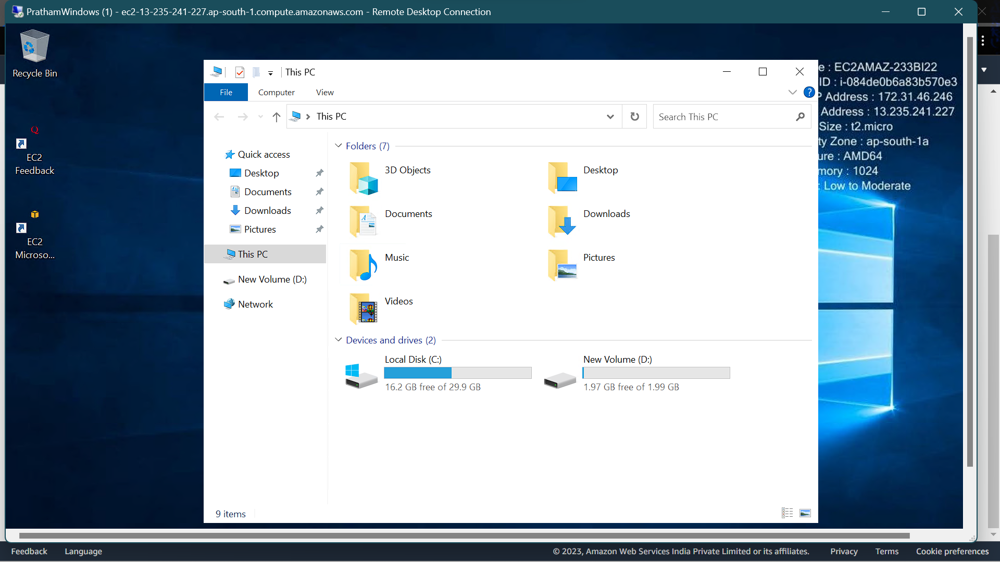 PrathamWindows (1) - ec2-13-235-241-227.ap-south-1.compute.amazonaws.com - Remote Desktop Connection
Recycle Bin
EC2
Feedback
EC2
Microso...
This PC
File Computer View
This PC
Search This PC
Quick access
Desktop
Documents
Downloads
Pictures
This PC
New Volume (D:)
Network
Folders (7)
3D Objects
Desktop
Documents
Downloads
Music
Pictures
Videos
Devices and drives (2)
Local Disk (C:)
16.2 GB free of 29.9 GB
New Volume (D:)
1.97 GB free of 1.99 GB
9 items
e : EC2AMAZ-233BI22
ID : i-084de0b6a83b570e3
P Address : 172.31.46.246
Address : 13.235.241.227
Size : t2.micro
ty Zone : ap-south-1a
ure : AMD64
mory : 1024
: Low to Moderate
Feedback Language © 2023, Amazon Web Services India Private Limited or its affiliates. Privacy Terms Cookie preferences